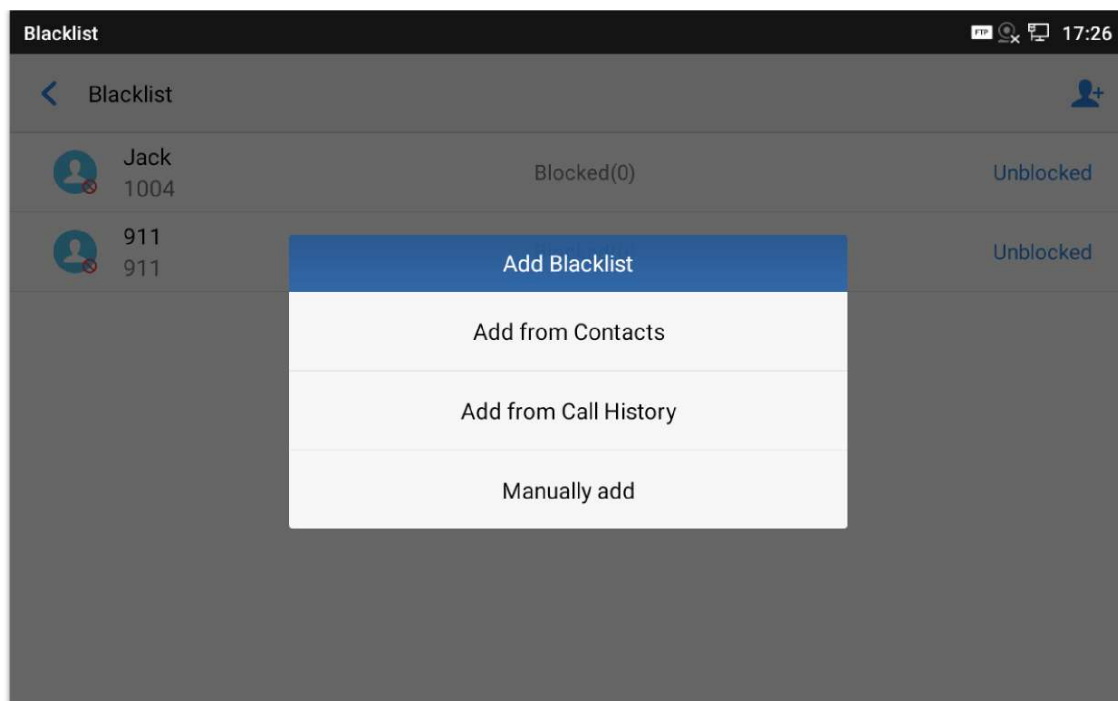 Blacklist
FTP 17:26
Blacklist
Jack
1004
Blocked(0)
Unblocked
911
911
Unblocked
Add Blacklist
Add from Contacts
Add from Call History
Manually add